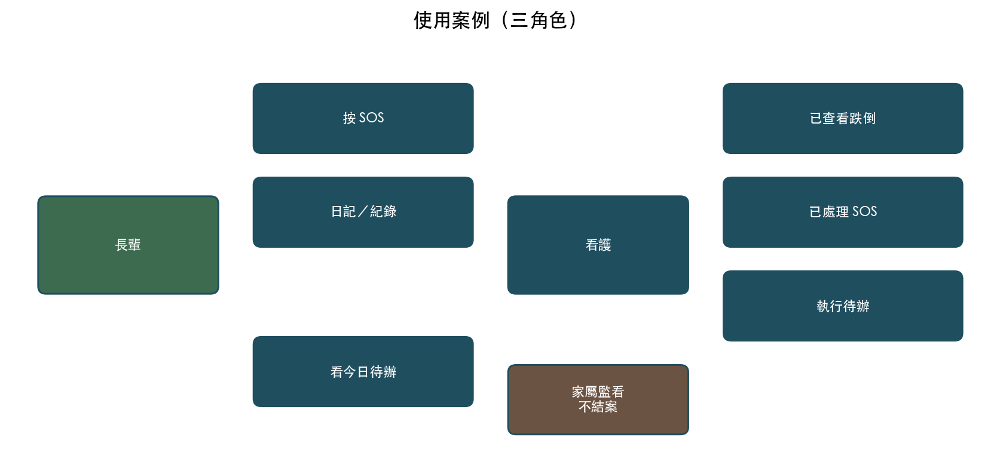 使用案例（三角色）
長輩
按 SOS
日記／紀錄
看今日待辦
看護
家屬監看
不結案
已查看跌倒
已處理 SOS
執行待辦